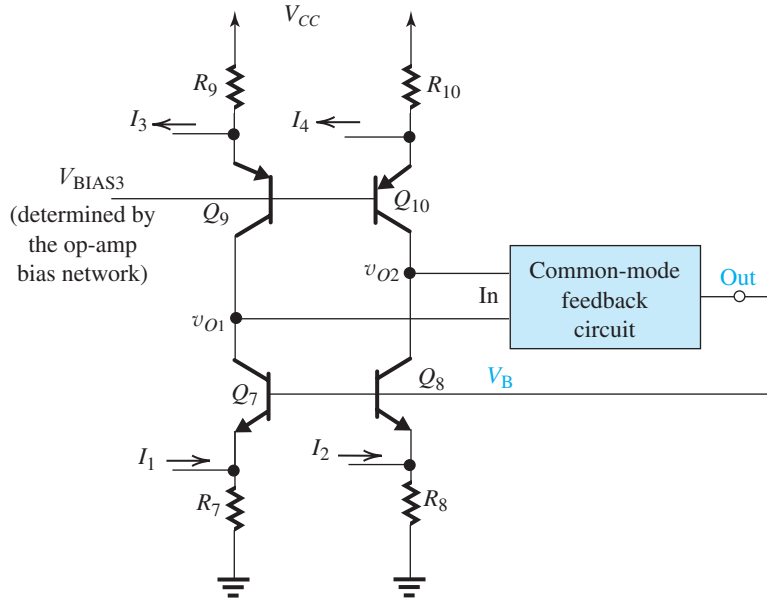 V_CC
R_9
R_10
I_3
I_4
V_BIAS3
(determined by
the op-amp
bias network)
Q_9
Q_10
v_O2
v_O1
In
Common-mode
feedback
circuit
Out
Q_7
Q_8
V_B
I_1
I_2
R_7
R_8